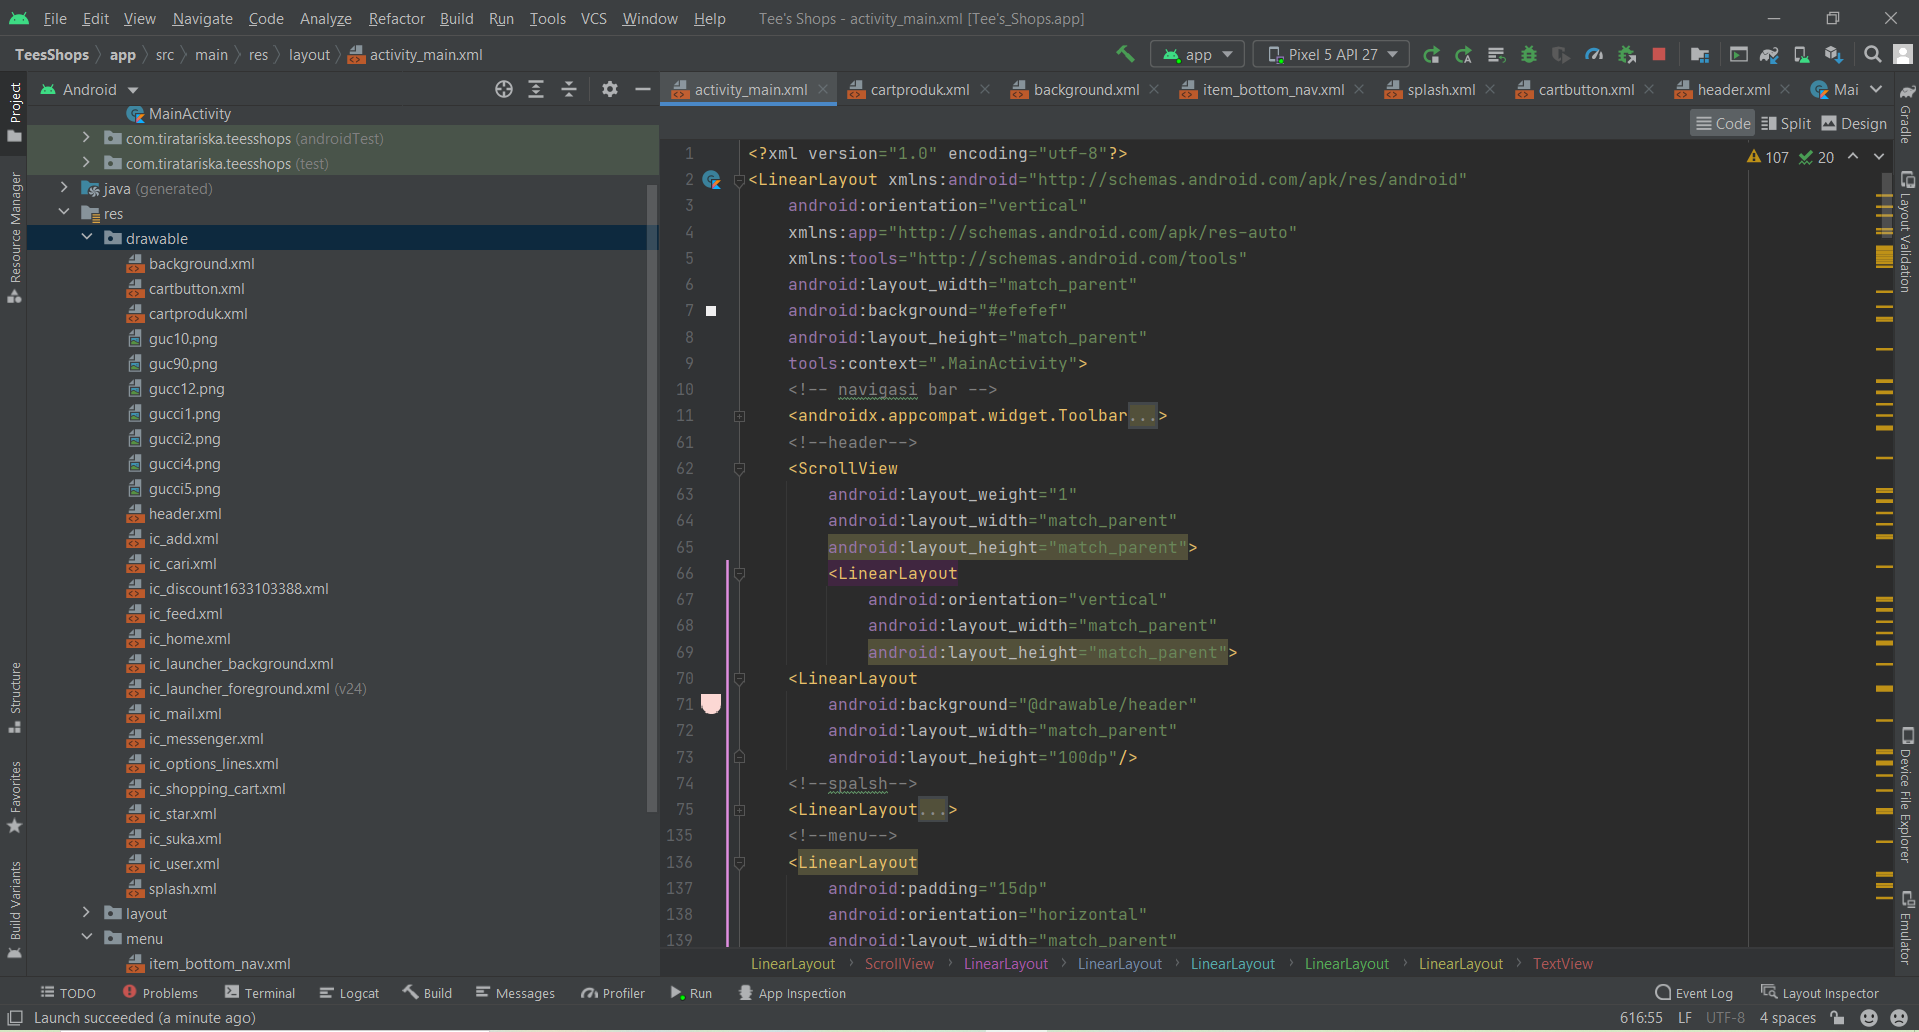 File Edit View Navigate Code Analyze Refactor Build Run Tools VCS Window Help Tee's Shops - activity_main.xml [Tee's_Shops.app]
TeesShops app src main res layout activity_main.xml app Pixel 5 API 27
Android activity_main.xml cartproduk.xml background.xml item_bottom_nav.xml splash.xml cartbutton.xml header.xml Mai
Code Split Design
107 20
Project
Resource Manager
Structure
Favorites
Build Variants
MainActivity
com.tiratariska.teesshops (androidTest)
com.tiratariska.teesshops (test)
java (generated)
res
drawable
background.xml
cartbutton.xml
cartproduk.xml
guc10.png
guc90.png
gucc12.png
gucci1.png
gucci2.png
gucci4.png
gucci5.png
header.xml
ic_add.xml
ic_cari.xml
ic_discount1633103388.xml
ic_feed.xml
ic_home.xml
ic_launcher_background.xml
ic_launcher_foreground.xml (v24)
ic_mail.xml
ic_messenger.xml
ic_options_lines.xml
ic_shopping_cart.xml
ic_star.xml
ic_suka.xml
ic_user.xml
splash.xml
layout
menu
item_bottom_nav.xml
1 <?xml version="1.0" encoding="utf-8"?>
2 <LinearLayout xmlns:android="http://schemas.android.com/apk/res/android"
3 android:orientation="vertical"
4 xmlns:app="http://schemas.android.com/apk/res-auto"
5 xmlns:tools="http://schemas.android.com/tools"
6 android:layout_width="match_parent"
7 android:background="#efefef"
8 android:layout_height="match_parent"
9 tools:context=".MainActivity">
10 <!-- navigasi bar -->
11 <androidx.appcompat.widget.Toolbar...>
61 <!--header-->
62 <ScrollView
63 android:layout_weight="1"
64 android:layout_width="match_parent"
65 android:layout_height="match_parent">
66 <LinearLayout
67 android:orientation="vertical"
68 android:layout_width="match_parent"
69 android:layout_height="match_parent">
70 <LinearLayout
71 android:background="@drawable/header"
72 android:layout_width="match_parent"
73 android:layout_height="100dp"/>
74 <!--spalsh-->
75 <LinearLayout...>
135 <!--menu-->
136 <LinearLayout
137 android:padding="15dp"
138 android:orientation="horizontal"
139 android:layout_width="match_parent"
LinearLayout ScrollView LinearLayout LinearLayout LinearLayout LinearLayout LinearLayout TextView
Gradle
Layout Validation
Device File Explorer
Emulator
TODO Problems Terminal Logcat Build Messages Profiler Run App Inspection Event Log Layout Inspector
Launch succeeded (a minute ago) 616:55 LF UTF-8 4 spaces